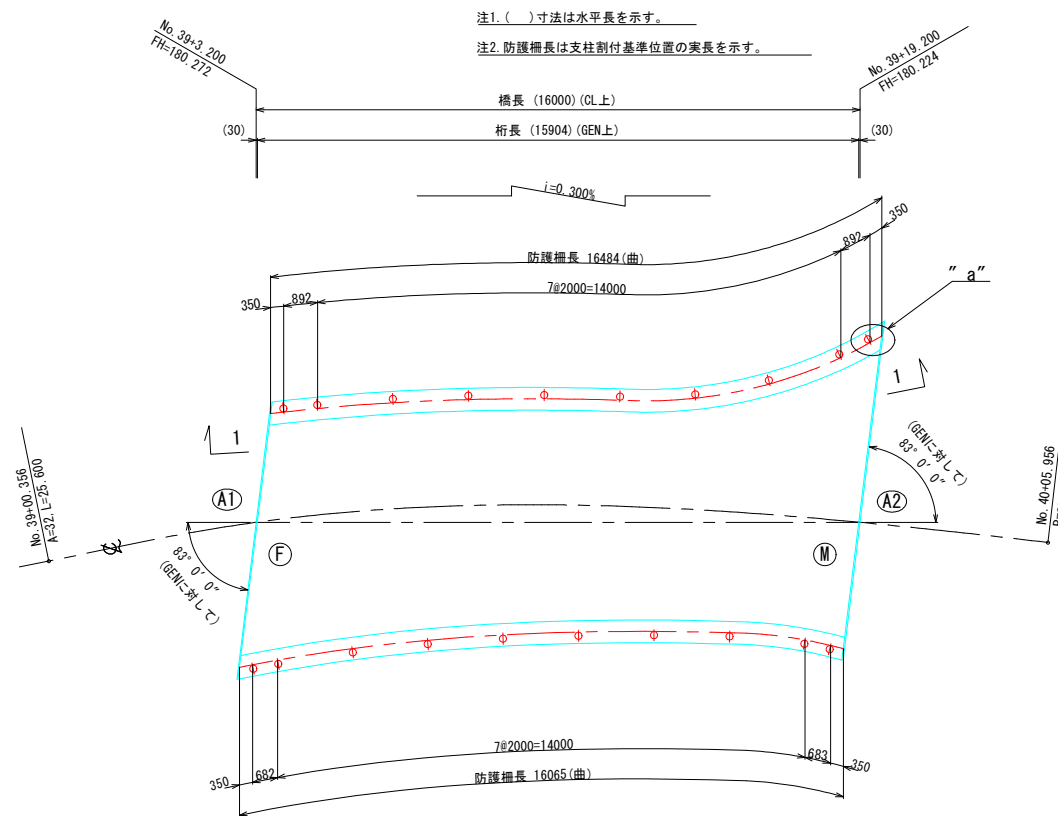 注1.(　)寸法は水平長を示す。
注2.防護柵長は支柱割付基準位置の実長を示す。
No.39+3.200
FH=180.272
No.39+19.200
FH=180.224
橋長 (16000)(CL上)
(30)
桁長 (15904)(GEN上)
(30)
i=0.300%
350
892
防護柵長 16484(曲)
350
892
7@2000=14000
" a"
1
1
No.39+00.356
A=32, L=25.600
A1
A2
(GENに対して)
83° 0′ 0″
No.40+05.956
F
M
83° 0′ 0″
(GENに対して)
7@2000=14000
350
682
683
350
防護柵長 16065(曲)